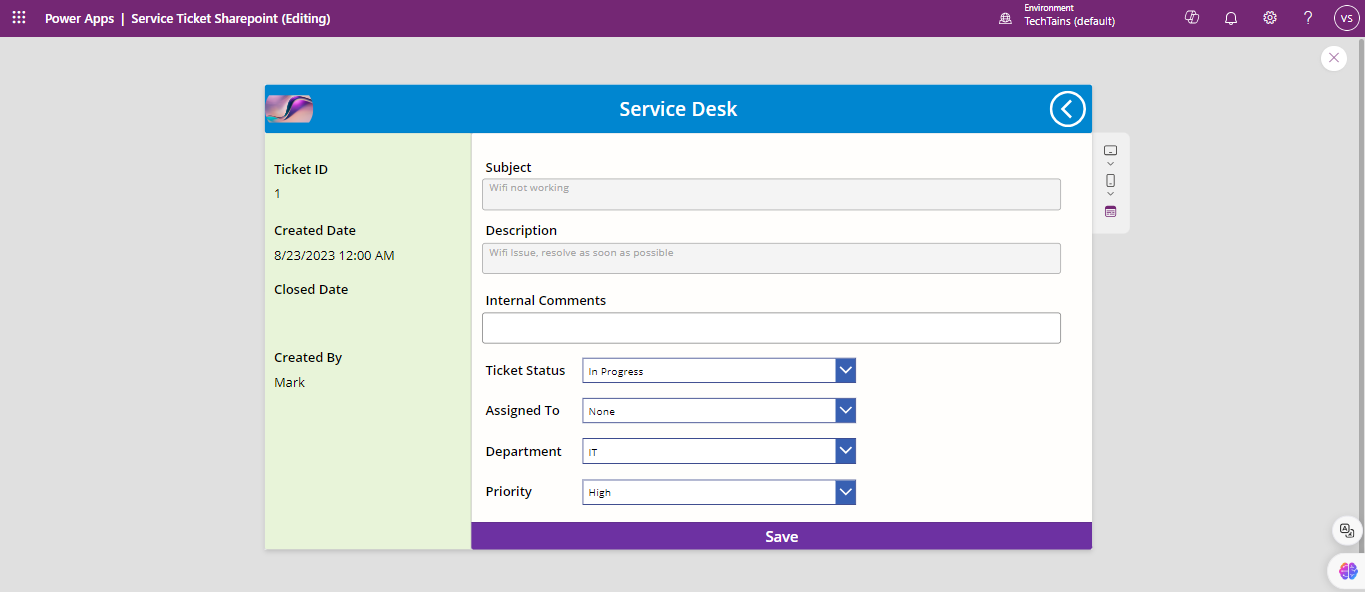 Power Apps | Service Ticket Sharepoint (Editing)
Environment
TechTains (default)
?
VS
Service Desk
Ticket ID
1
Created Date
8/23/2023 12:00 AM
Closed Date
Created By
Mark
Subject
Wifi not working
Description
Wifi Issue, resolve as soon as possible
Internal Comments
Ticket Status In Progress
Assigned To None
Department IT
Priority High
Save